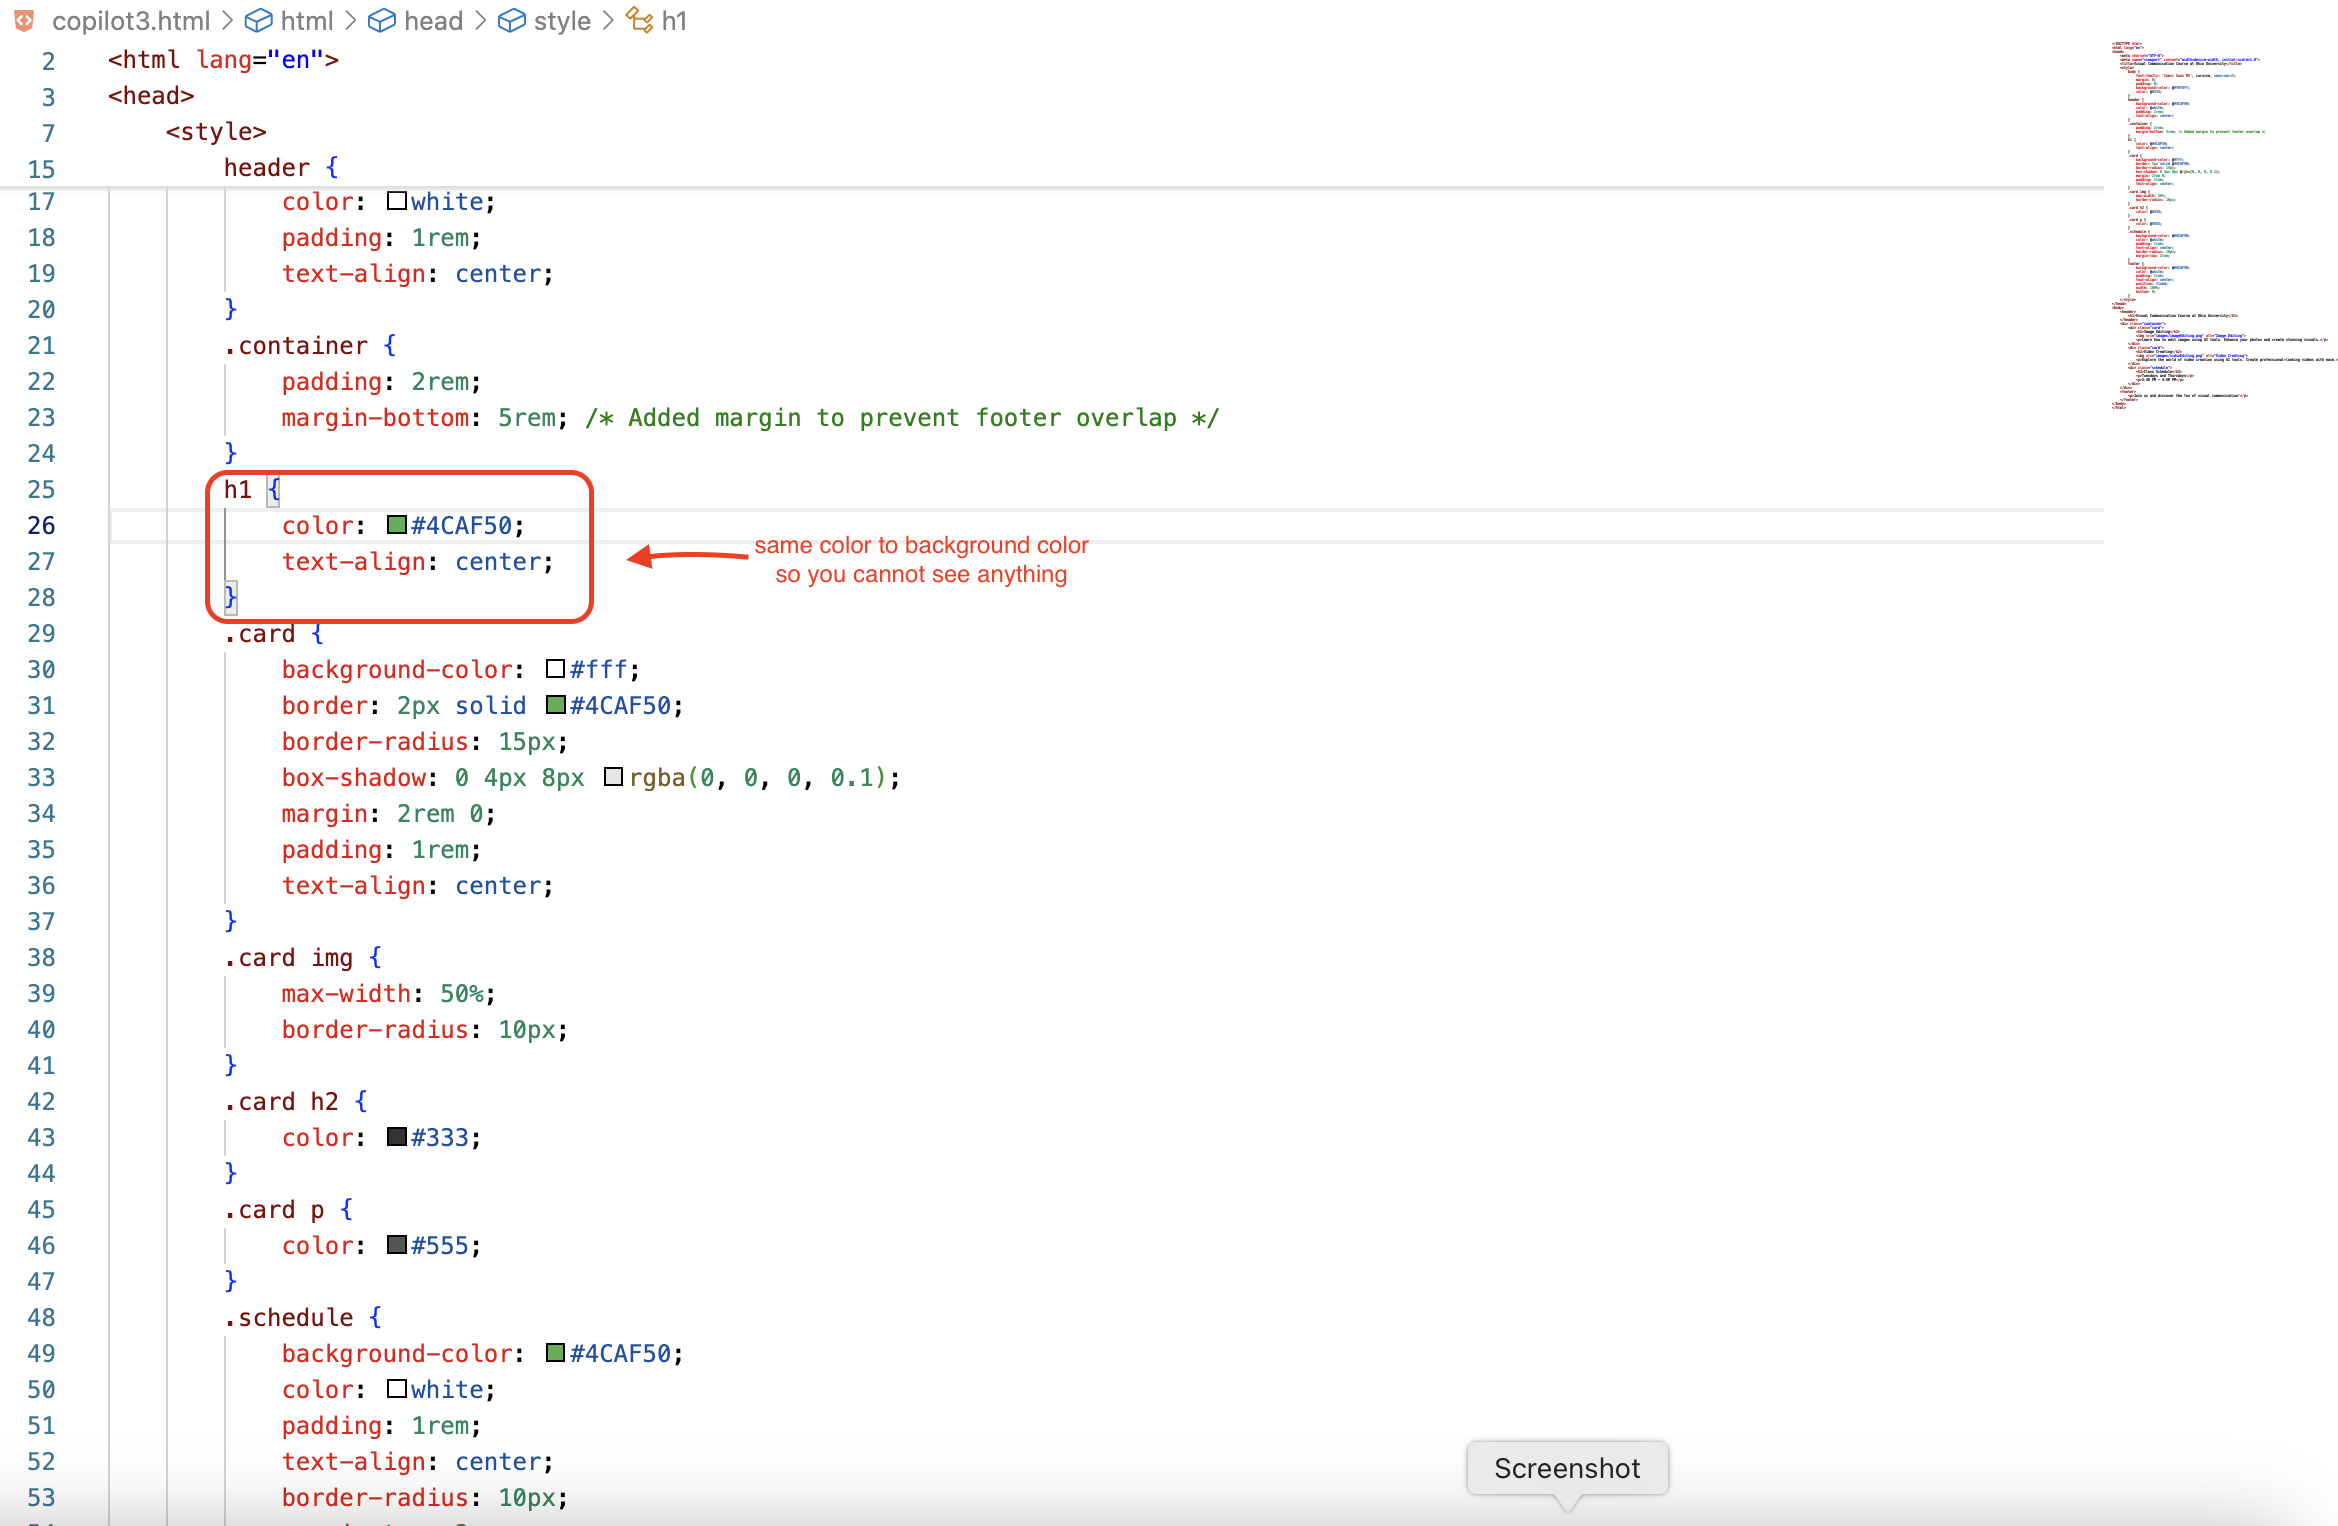 copilot3.html > html > head > style > h1
2 <html lang="en">
3 <head>
7 <style>
15 header {
17 color: white;
18 padding: 1rem;
19 text-align: center;
20 }
21 .container {
22 padding: 2rem;
23 margin-bottom: 5rem; /* Added margin to prevent footer overlap */
24 }
25 h1 {
26 color: #4CAF50;
27 text-align: center;
28 }
same color to background color
so you cannot see anything
29 .card {
30 background-color: #fff;
31 border: 2px solid #4CAF50;
32 border-radius: 15px;
33 box-shadow: 0 4px 8px rgba(0, 0, 0, 0.1);
34 margin: 2rem 0;
35 padding: 1rem;
36 text-align: center;
37 }
38 .card img {
39 max-width: 50%;
40 border-radius: 10px;
41 }
42 .card h2 {
43 color: #333;
44 }
45 .card p {
46 color: #555;
47 }
48 .schedule {
49 background-color: #4CAF50;
50 color: white;
51 padding: 1rem;
52 text-align: center;
53 border-radius: 10px;
Screenshot